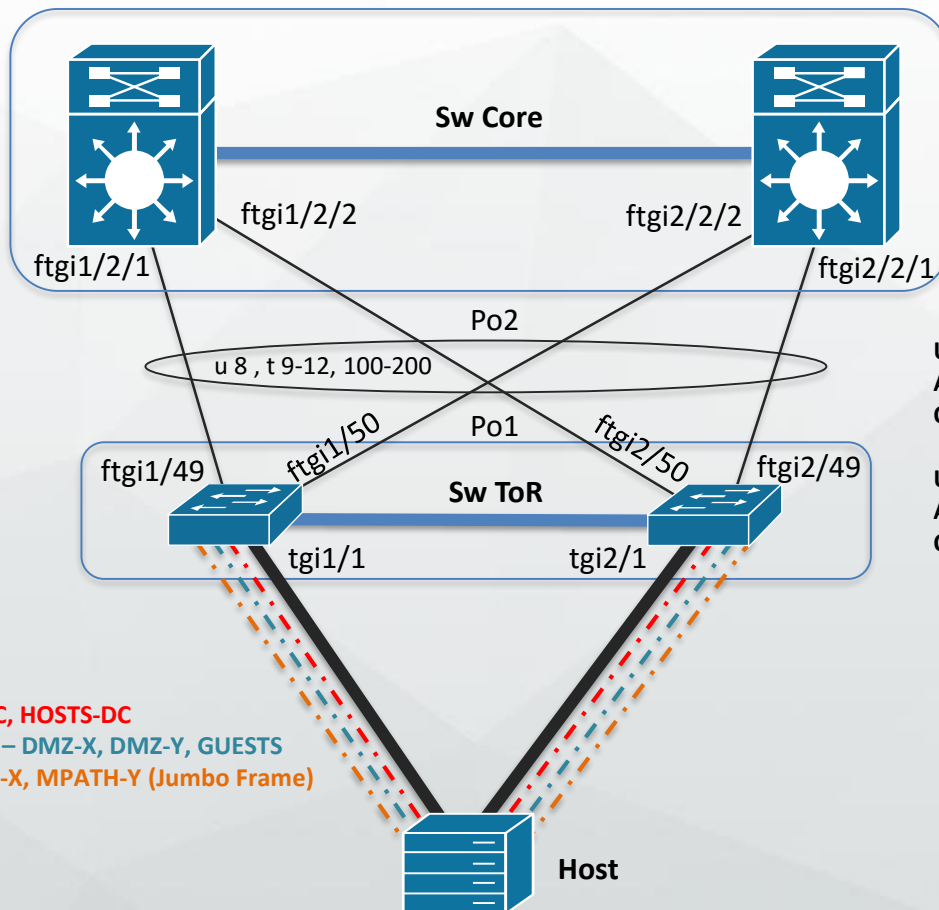 Sw Core
ftgi1/2/2
ftgi2/2/2
ftgi1/2/1
ftgi2/2/1
Po2
u 8 , t 9-12, 100-200
Po1
ftgi1/49
ftgi1/50
ftgi2/50
ftgi2/49
Sw ToR
tgi1/1
tgi2/1
C, HOSTS-DC
– DMZ-X, DMZ-Y, GUESTS
-X, MPATH-Y (Jumbo Frame)
Host